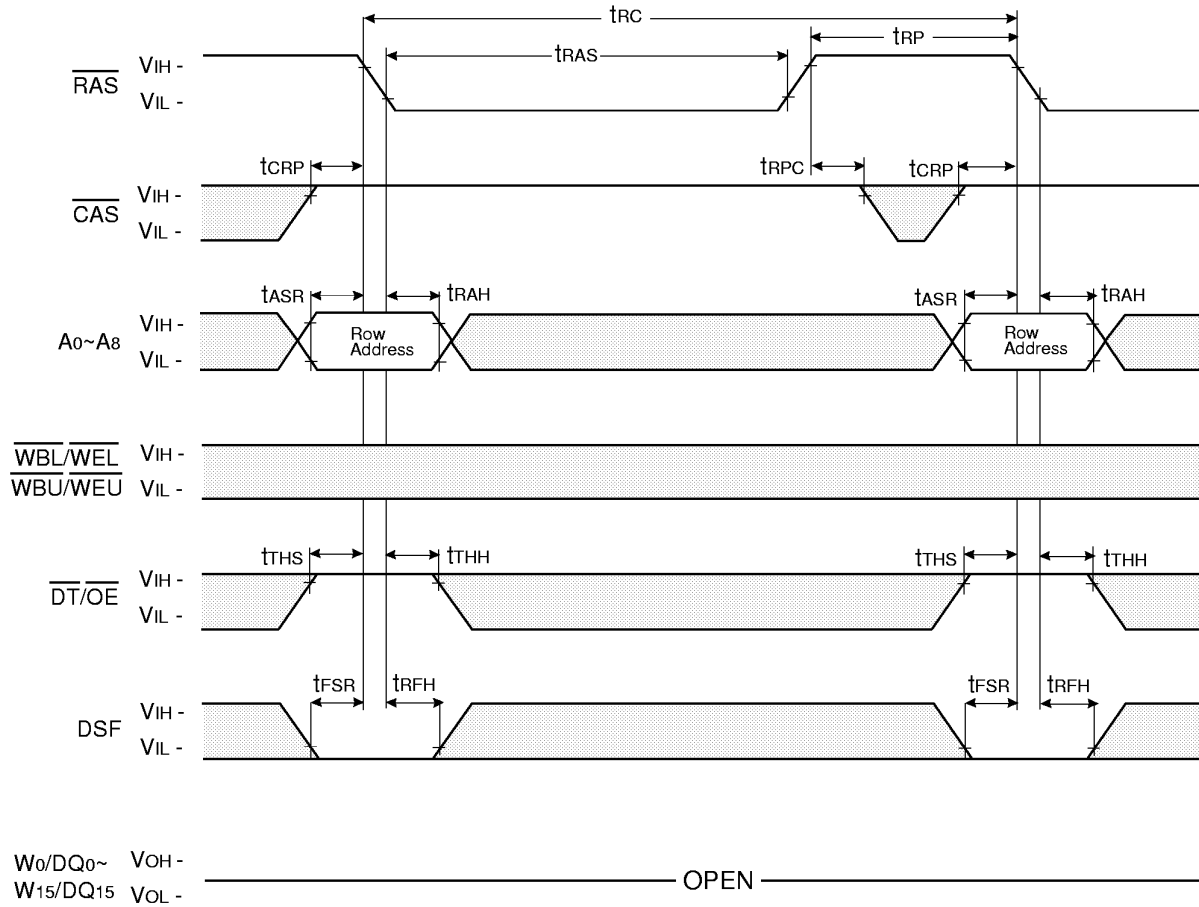 tRC
tRP
tRAS
RAS
VIH -
VIL -
tCRP
tRPC
tCRP
CAS
VIH -
VIL -
tASR
tRAH
tASR
tRAH
A0~A8
VIH -
VIL -
Row
Address
Row
Address
WBL/WEL
VIH -
WBU/WEU
VIL -
tTHS
tTHH
tTHS
tTHH
DT/OE
VIH -
VIL -
tFSR
tRFH
tFSR
tRFH
DSF
VIH -
VIL -
W0/DQ0~
VOH -
W15/DQ15
VOL -
OPEN